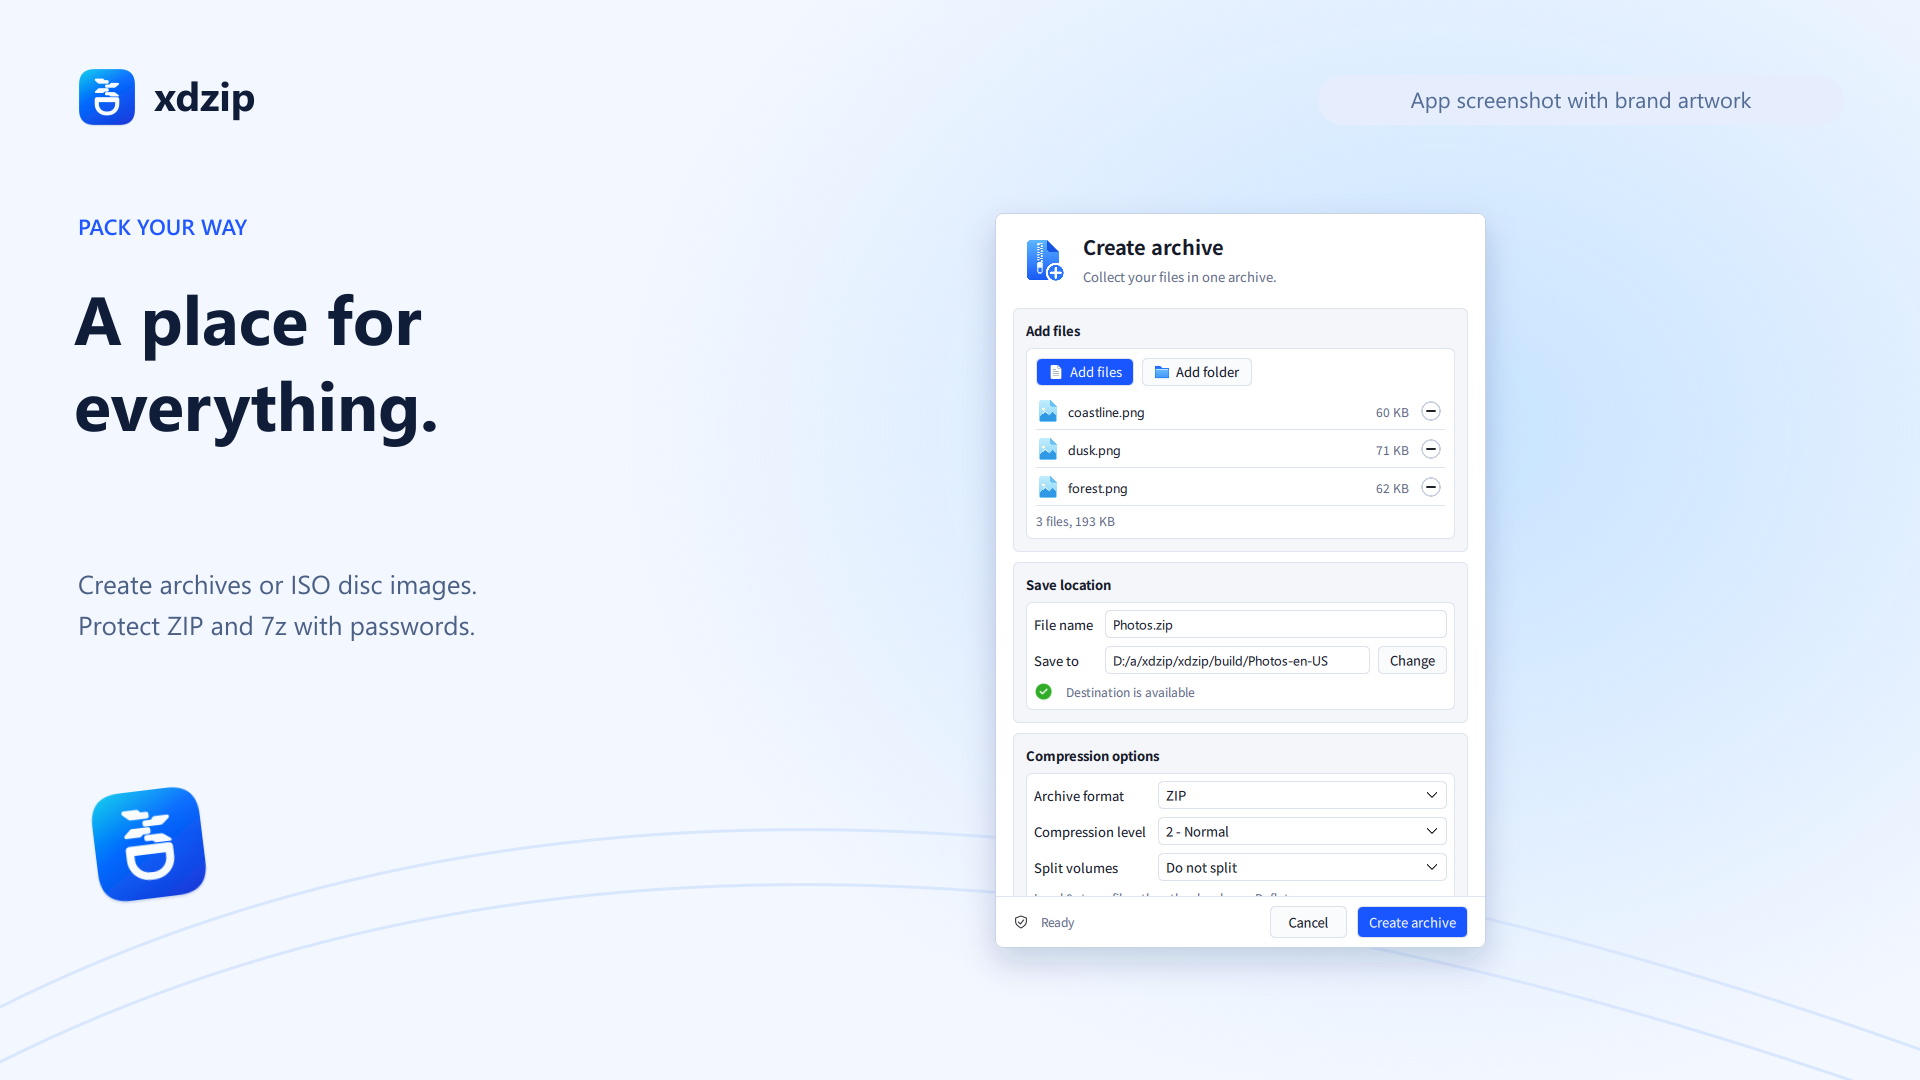 xdzip
App screenshot with brand artwork
PACK YOUR WAY
A place for
everything.
Create archives or ISO disc images.
Protect ZIP and 7z with passwords.
Create archive
Collect your files in one archive.
Add files
Add files
Add folder
coastline.png 60 KB
dusk.png 71 KB
forest.png 62 KB
3 files, 193 KB
Save location
File name Photos.zip
Save to D:/a/xdzip/xdzip/build/Photos-en-US Change
Destination is available
Compression options
Archive format ZIP
Compression level 2 - Normal
Split volumes Do not split
Ready Cancel Create archive